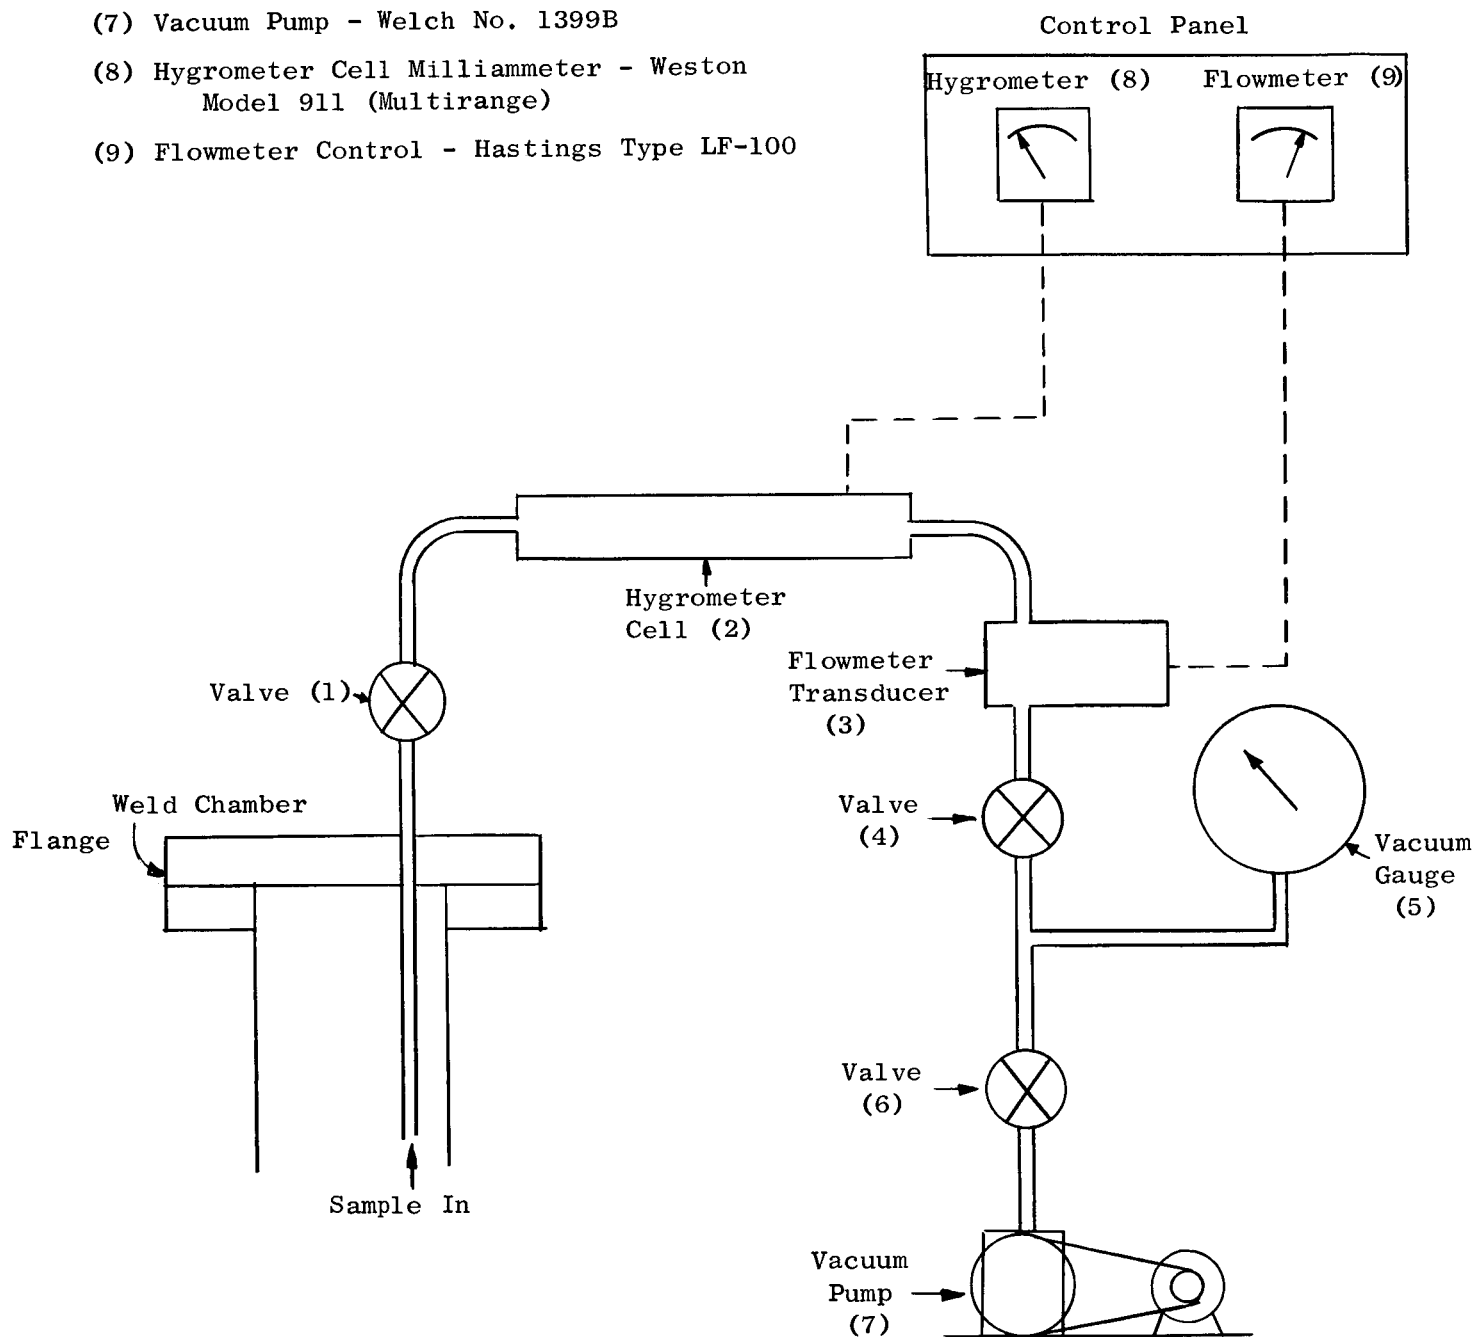 (7) Vacuum Pump - Welch No. 1399B
(8) Hygrometer Cell Milliammeter - Weston
Model 911 (Multirange)
(9) Flowmeter Control - Hastings Type LF-100
Control Panel
Hygrometer (8)
Flowmeter (9)
Hygrometer
Cell (2)
Flowmeter
Transducer
(3)
Valve (1)
Weld Chamber
Flange
Valve
(4)
Vacuum
Gauge
(5)
Valve
(6)
Sample In
Vacuum
Pump
(7)